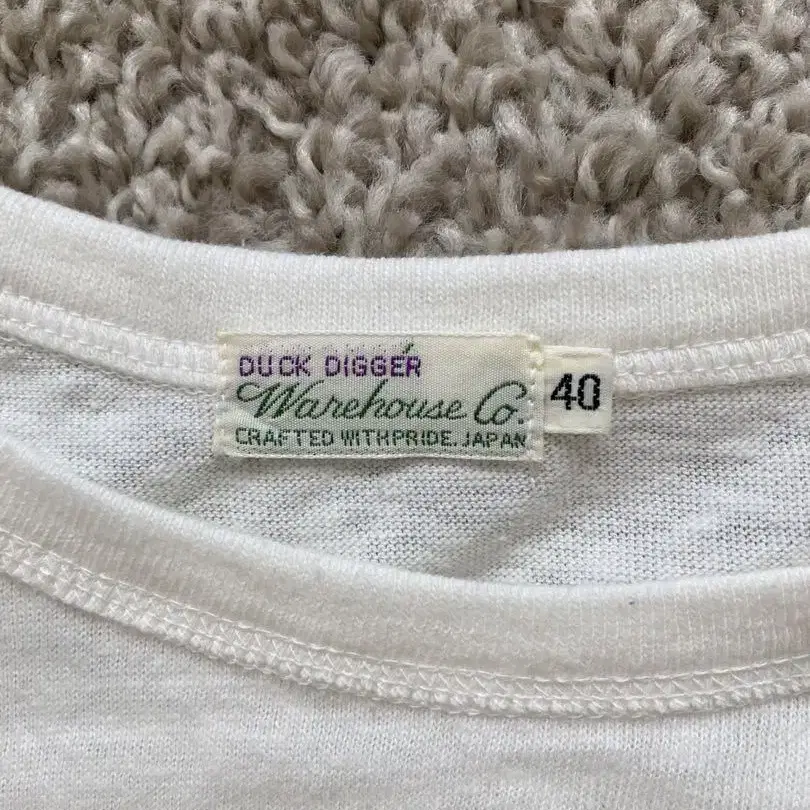 DUCK DIGGER
Warehouse Co.
CRAFTED WITH PRIDE. JAPAN
40